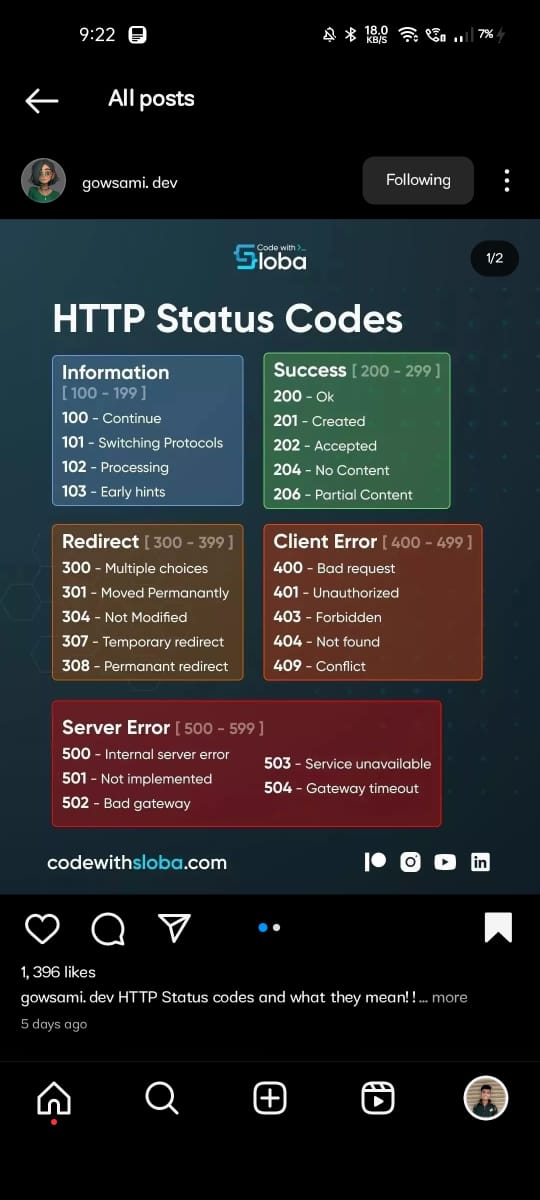 9:22
18.0
KB/S
7%
All posts
gowsami. dev
Following
Code with >_
Sloba
1/2
HTTP Status Codes
Information
[ 100 - 199 ]
100 - Continue
101 - Switching Protocols
102 - Processing
103 - Early hints
Success [ 200 - 299 ]
200 - Ok
201 - Created
202 - Accepted
204 - No Content
206 - Partial Content
Redirect [ 300 - 399 ]
300 - Multiple choices
301 - Moved Permanantly
304 - Not Modified
307 - Temporary redirect
308 - Permanant redirect
Client Error [ 400 - 499 ]
400 - Bad request
401 - Unauthorized
403 - Forbidden
404 - Not found
409 - Conflict
Server Error [ 500 - 599 ]
500 - Internal server error
501 - Not implemented
502 - Bad gateway
503 - Service unavailable
504 - Gateway timeout
codewithsloba.com
in
1, 396 likes
gowsami. dev HTTP Status codes and what they mean!!... more
5 days ago